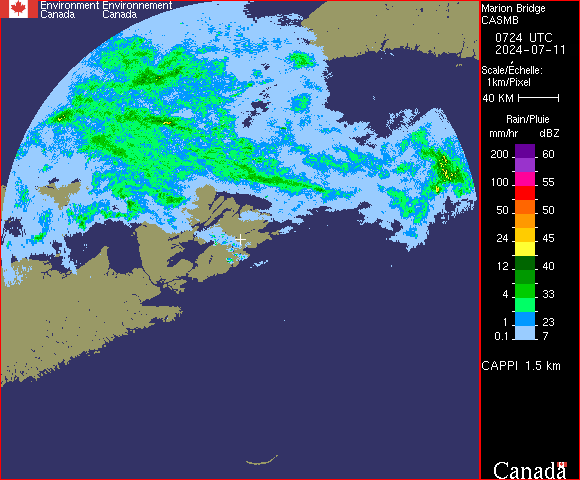 Environment Environnement
Canada Canada
Marion Bridge
CASMB
0724 UTC
2024-07-11
Scale/Échelle:
1km/Pixel
40 KM
Rain/Pluie
mm/hr dBZ
200 60
100 55
50 50
24 45
12 40
4 33
1 23
0.1 7
CAPPI 1.5 km
Canada